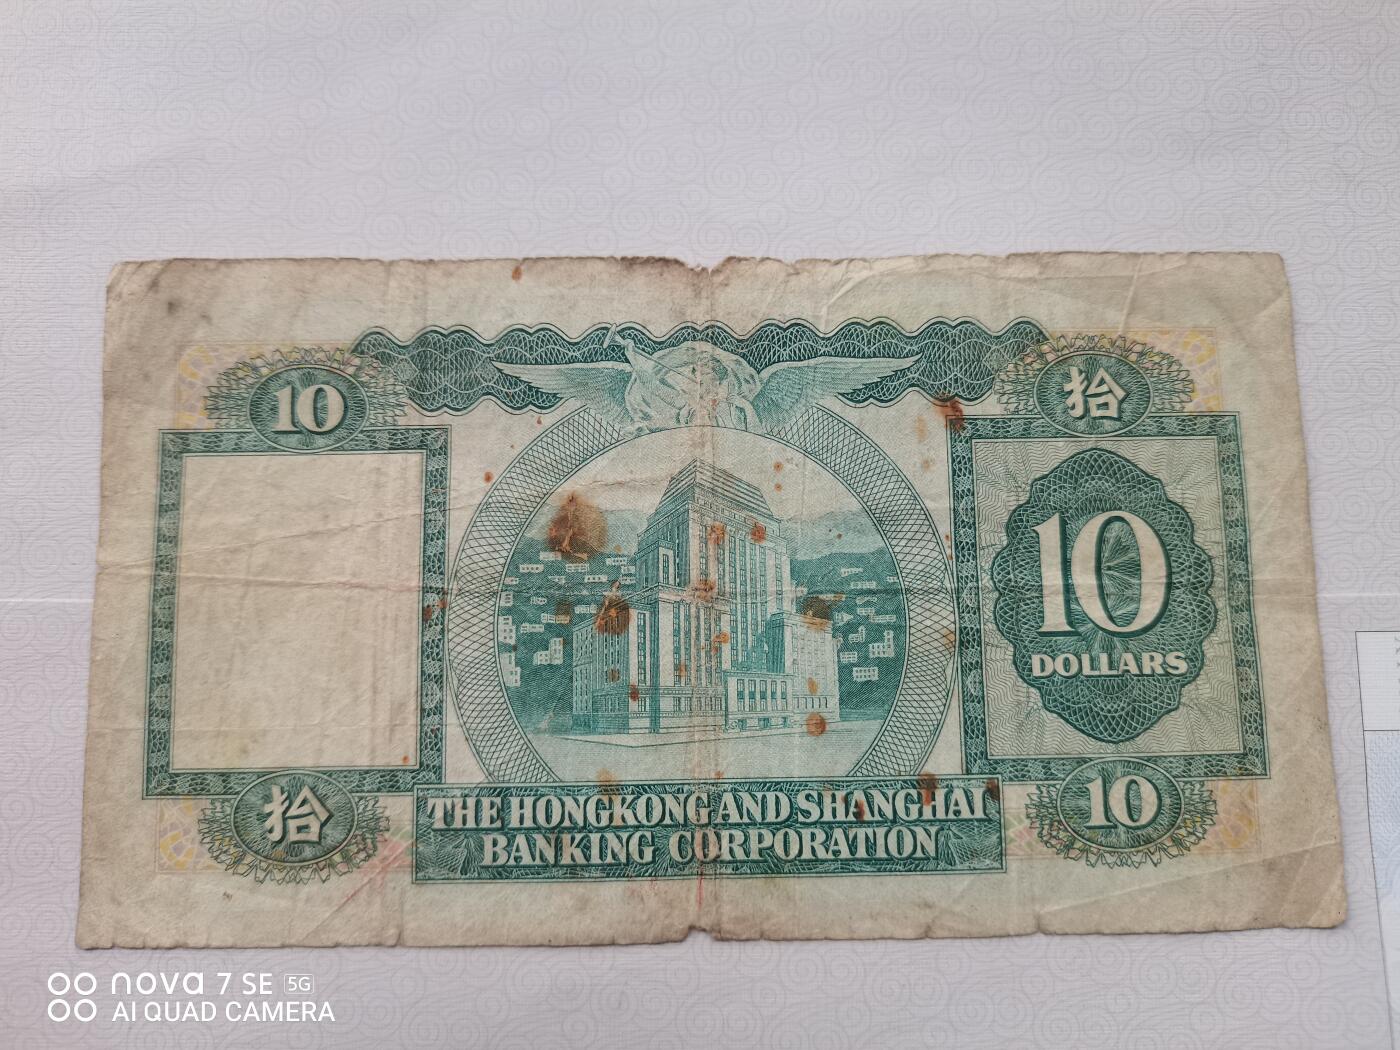 10
拾
10
DOLLARS
拾
10
THE HONGKONG AND SHANGHAI
BANKING CORPORATION
nova 7 SE 5G
AI QUAD CAMERA